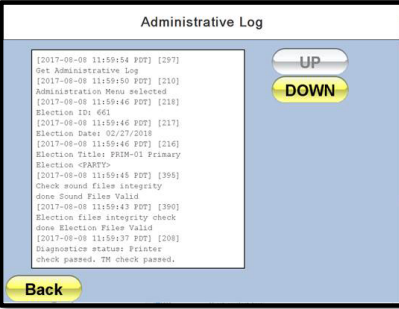 Administrative Log
[2017-08-08 11:59:54 PDT] [297]
Get Administrative Log
[2017-08-08 11:59:50 PDT] [210]
Administration Menu selected
[2017-08-08 11:59:46 PDT] [218]
Election ID: 661
[2017-08-08 11:59:46 PDT] [217]
Election Date: 02/27/2018
[2017-08-08 11:59:46 PDT] [216]
Election Title: PRIM-01 Primary
Election <PARTY>
[2017-08-08 11:59:45 PDT] [395]
Check sound files integrity
done Sound Files Valid
[2017-08-08 11:59:43 PDT] [390]
Election files integrity check
done Election Files Valid
[2017-08-08 11:59:37 PDT] [208]
Diagnostics status: Printer
check passed. TM check passed.
UP
DOWN
Back